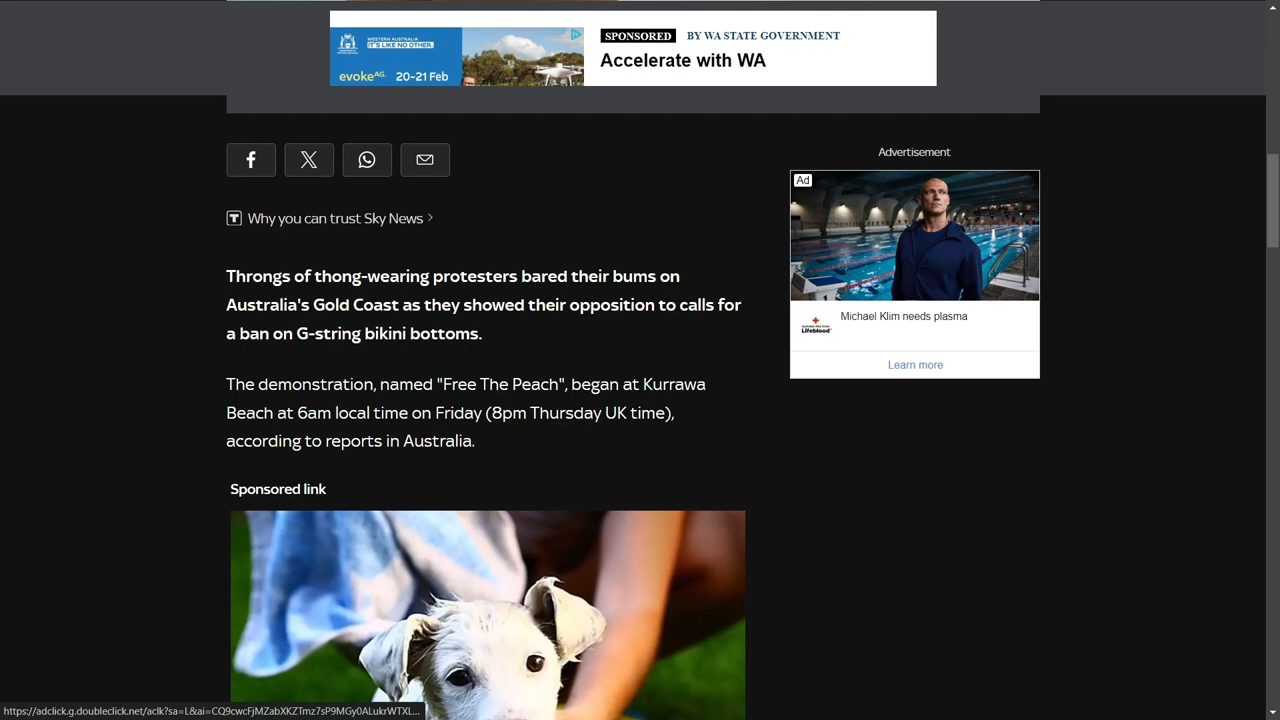 WESTERN AUSTRALIA
IT'S LIKE NO OTHER.
evokeAG. 20-21 Feb
SPONSORED BY WA STATE GOVERNMENT
Accelerate with WA
Advertisement
Ad
Why you can trust Sky News
Throngs of thong-wearing protesters bared their bums on
Australia's Gold Coast as they showed their opposition to calls for
a ban on G-string bikini bottoms.
Michael Klim needs plasma
Australian Red Cross
Lifeblood
Learn more
The demonstration, named "Free The Peach", began at Kurrawa
Beach at 6am local time on Friday (8pm Thursday UK time),
according to reports in Australia.
Sponsored link
https://adclick.g.doubleclick.net/aclk?sa=L&ai=CQ9cwcFjMZabXKZTmz7sP9MGy0ALukrWTXL...